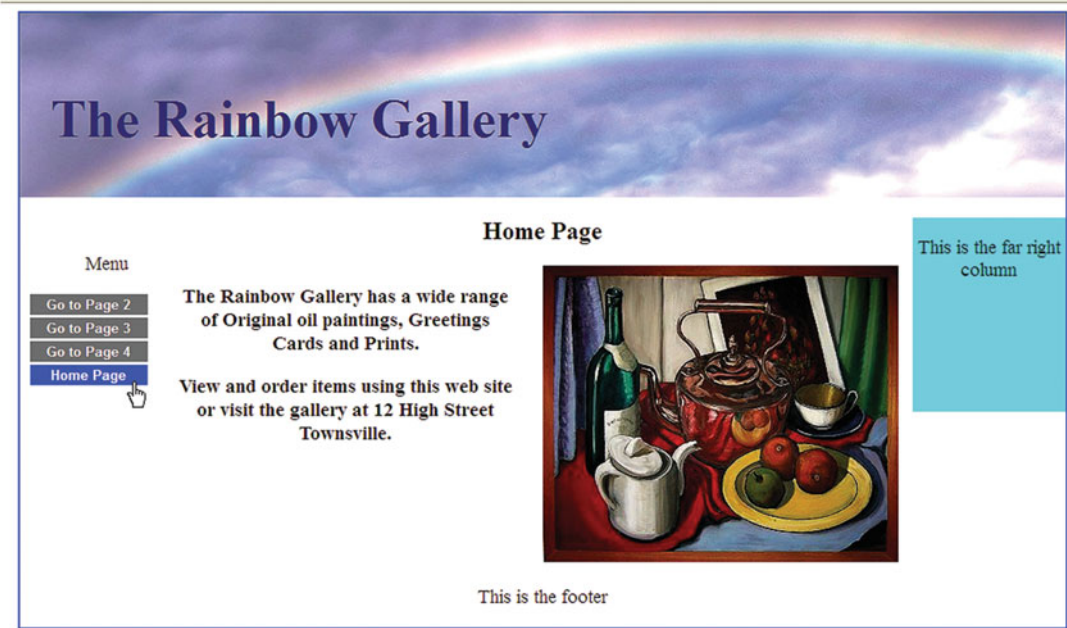 The Rainbow Gallery
Home Page
Menu
Go to Page 2
Go to Page 3
Go to Page 4
Home Page
The Rainbow Gallery has a wide range
of Original oil paintings, Greetings
Cards and Prints.
View and order items using this web site
or visit the gallery at 12 High Street
Townsville.
This is the far right
column
This is the footer